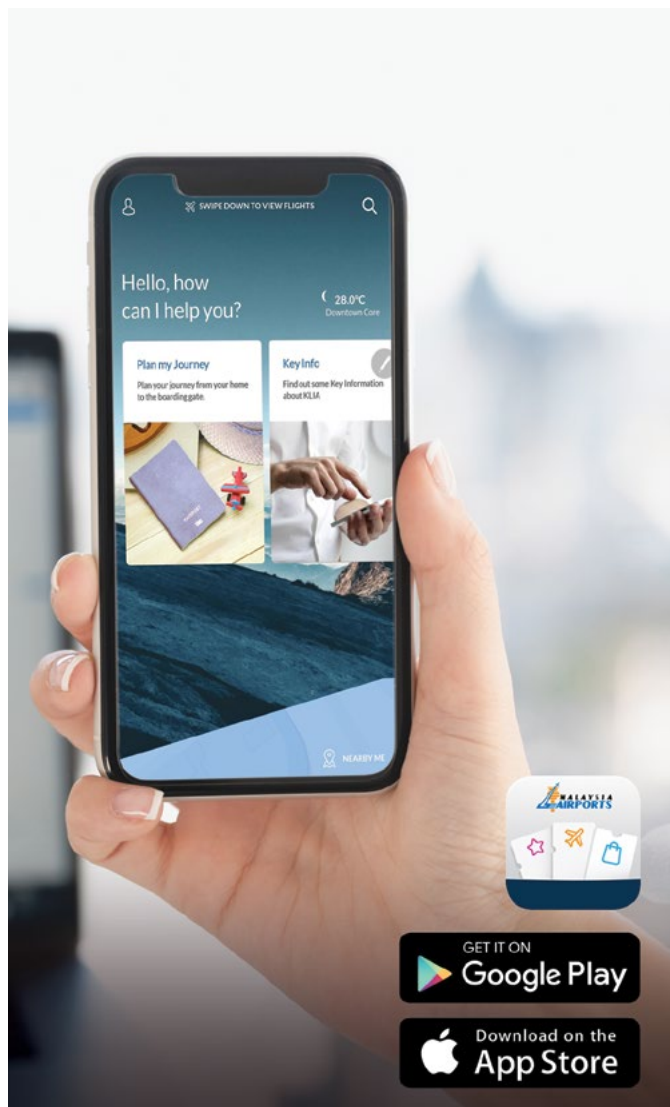 SWIPE DOWN TO VIEW FLIGHTS
Hello, how
can I help you?
28.0°C
Downtown Core
Plan my Journey
Plan your journey from your home
to the boarding gate.
Key Info
Find out some Key Information
about KLIA
NEARBY ME
MALAYSIA
AIRPORTS
GET IT ON
Google Play
Download on the
App Store